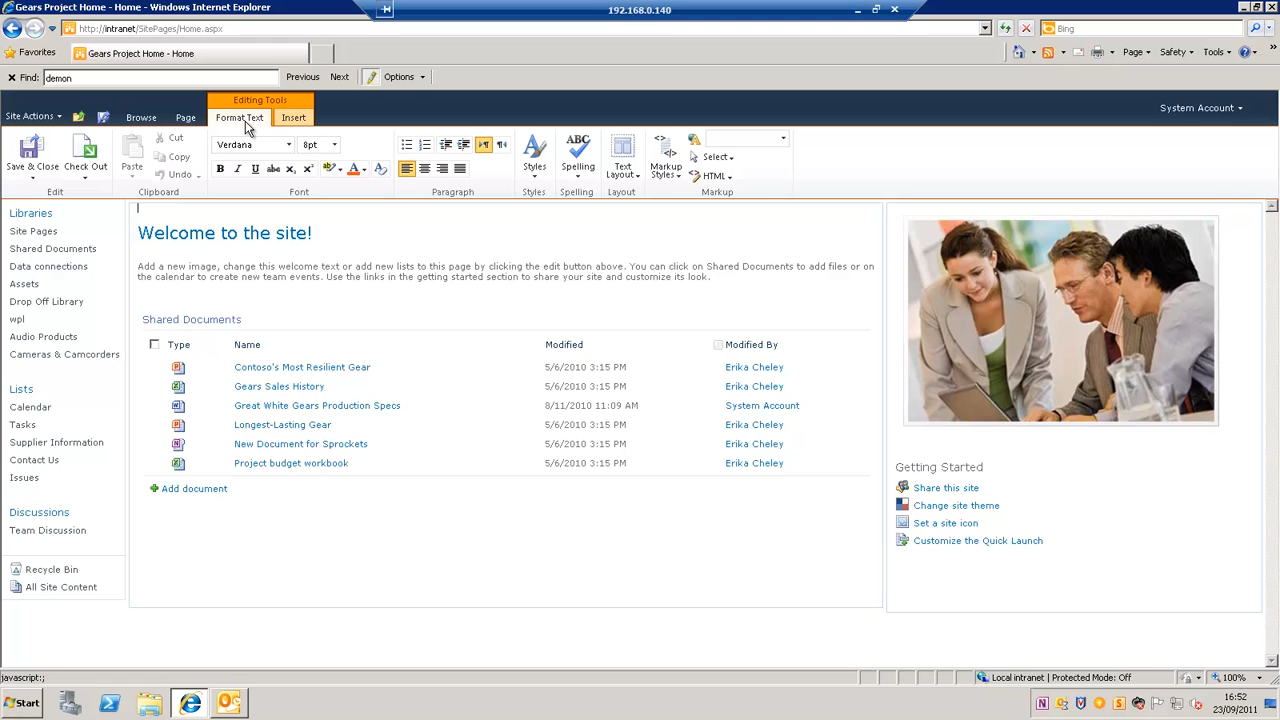 Gears Project Home - Home - Windows Internet Explorer
192.168.0.140
http://intranet/SitePages/Home.aspx
Bing
Favorites
Gears Project Home - Home
Page
Safety
Tools
Find:
demon
Previous
Next
Options
Editing Tools
Site Actions
Browse
Page
Format Text
Insert
System Account
Save & Close
Check Out
Paste
Cut
Copy
Undo
Verdana
8pt
B
I
U
abc
A
ABC
Styles
Spelling
Text
Layout
Markup
Styles
Select
HTML
Edit
Clipboard
Font
Paragraph
Styles
Spelling
Layout
Markup
Libraries
Site Pages
Shared Documents
Data connections
Assets
Drop Off Library
wpl
Audio Products
Cameras & Camcorders
Lists
Calendar
Tasks
Supplier Information
Contact Us
Issues
Discussions
Team Discussion
Recycle Bin
All Site Content
Welcome to the site!
Add a new image, change this welcome text or add new lists to this page by clicking the edit button above. You can click on Shared Documents to add files or on
the calendar to create new team events. Use the links in the getting started section to share your site and customize its look.
Shared Documents
Type Name Modified Modified By
Contoso's Most Resilient Gear 5/6/2010 3:15 PM Erika Cheley
Gears Sales History 5/6/2010 3:15 PM Erika Cheley
Great White Gears Production Specs 8/11/2010 11:09 AM System Account
Longest-Lasting Gear 5/6/2010 3:15 PM Erika Cheley
New Document for Sprockets 5/6/2010 3:15 PM Erika Cheley
Project budget workbook 5/6/2010 3:15 PM Erika Cheley
Add document
Getting Started
Share this site
Change site theme
Set a site icon
Customize the Quick Launch
javascript:;
Local intranet | Protected Mode: Off
100%
Start
16:52
23/09/2011